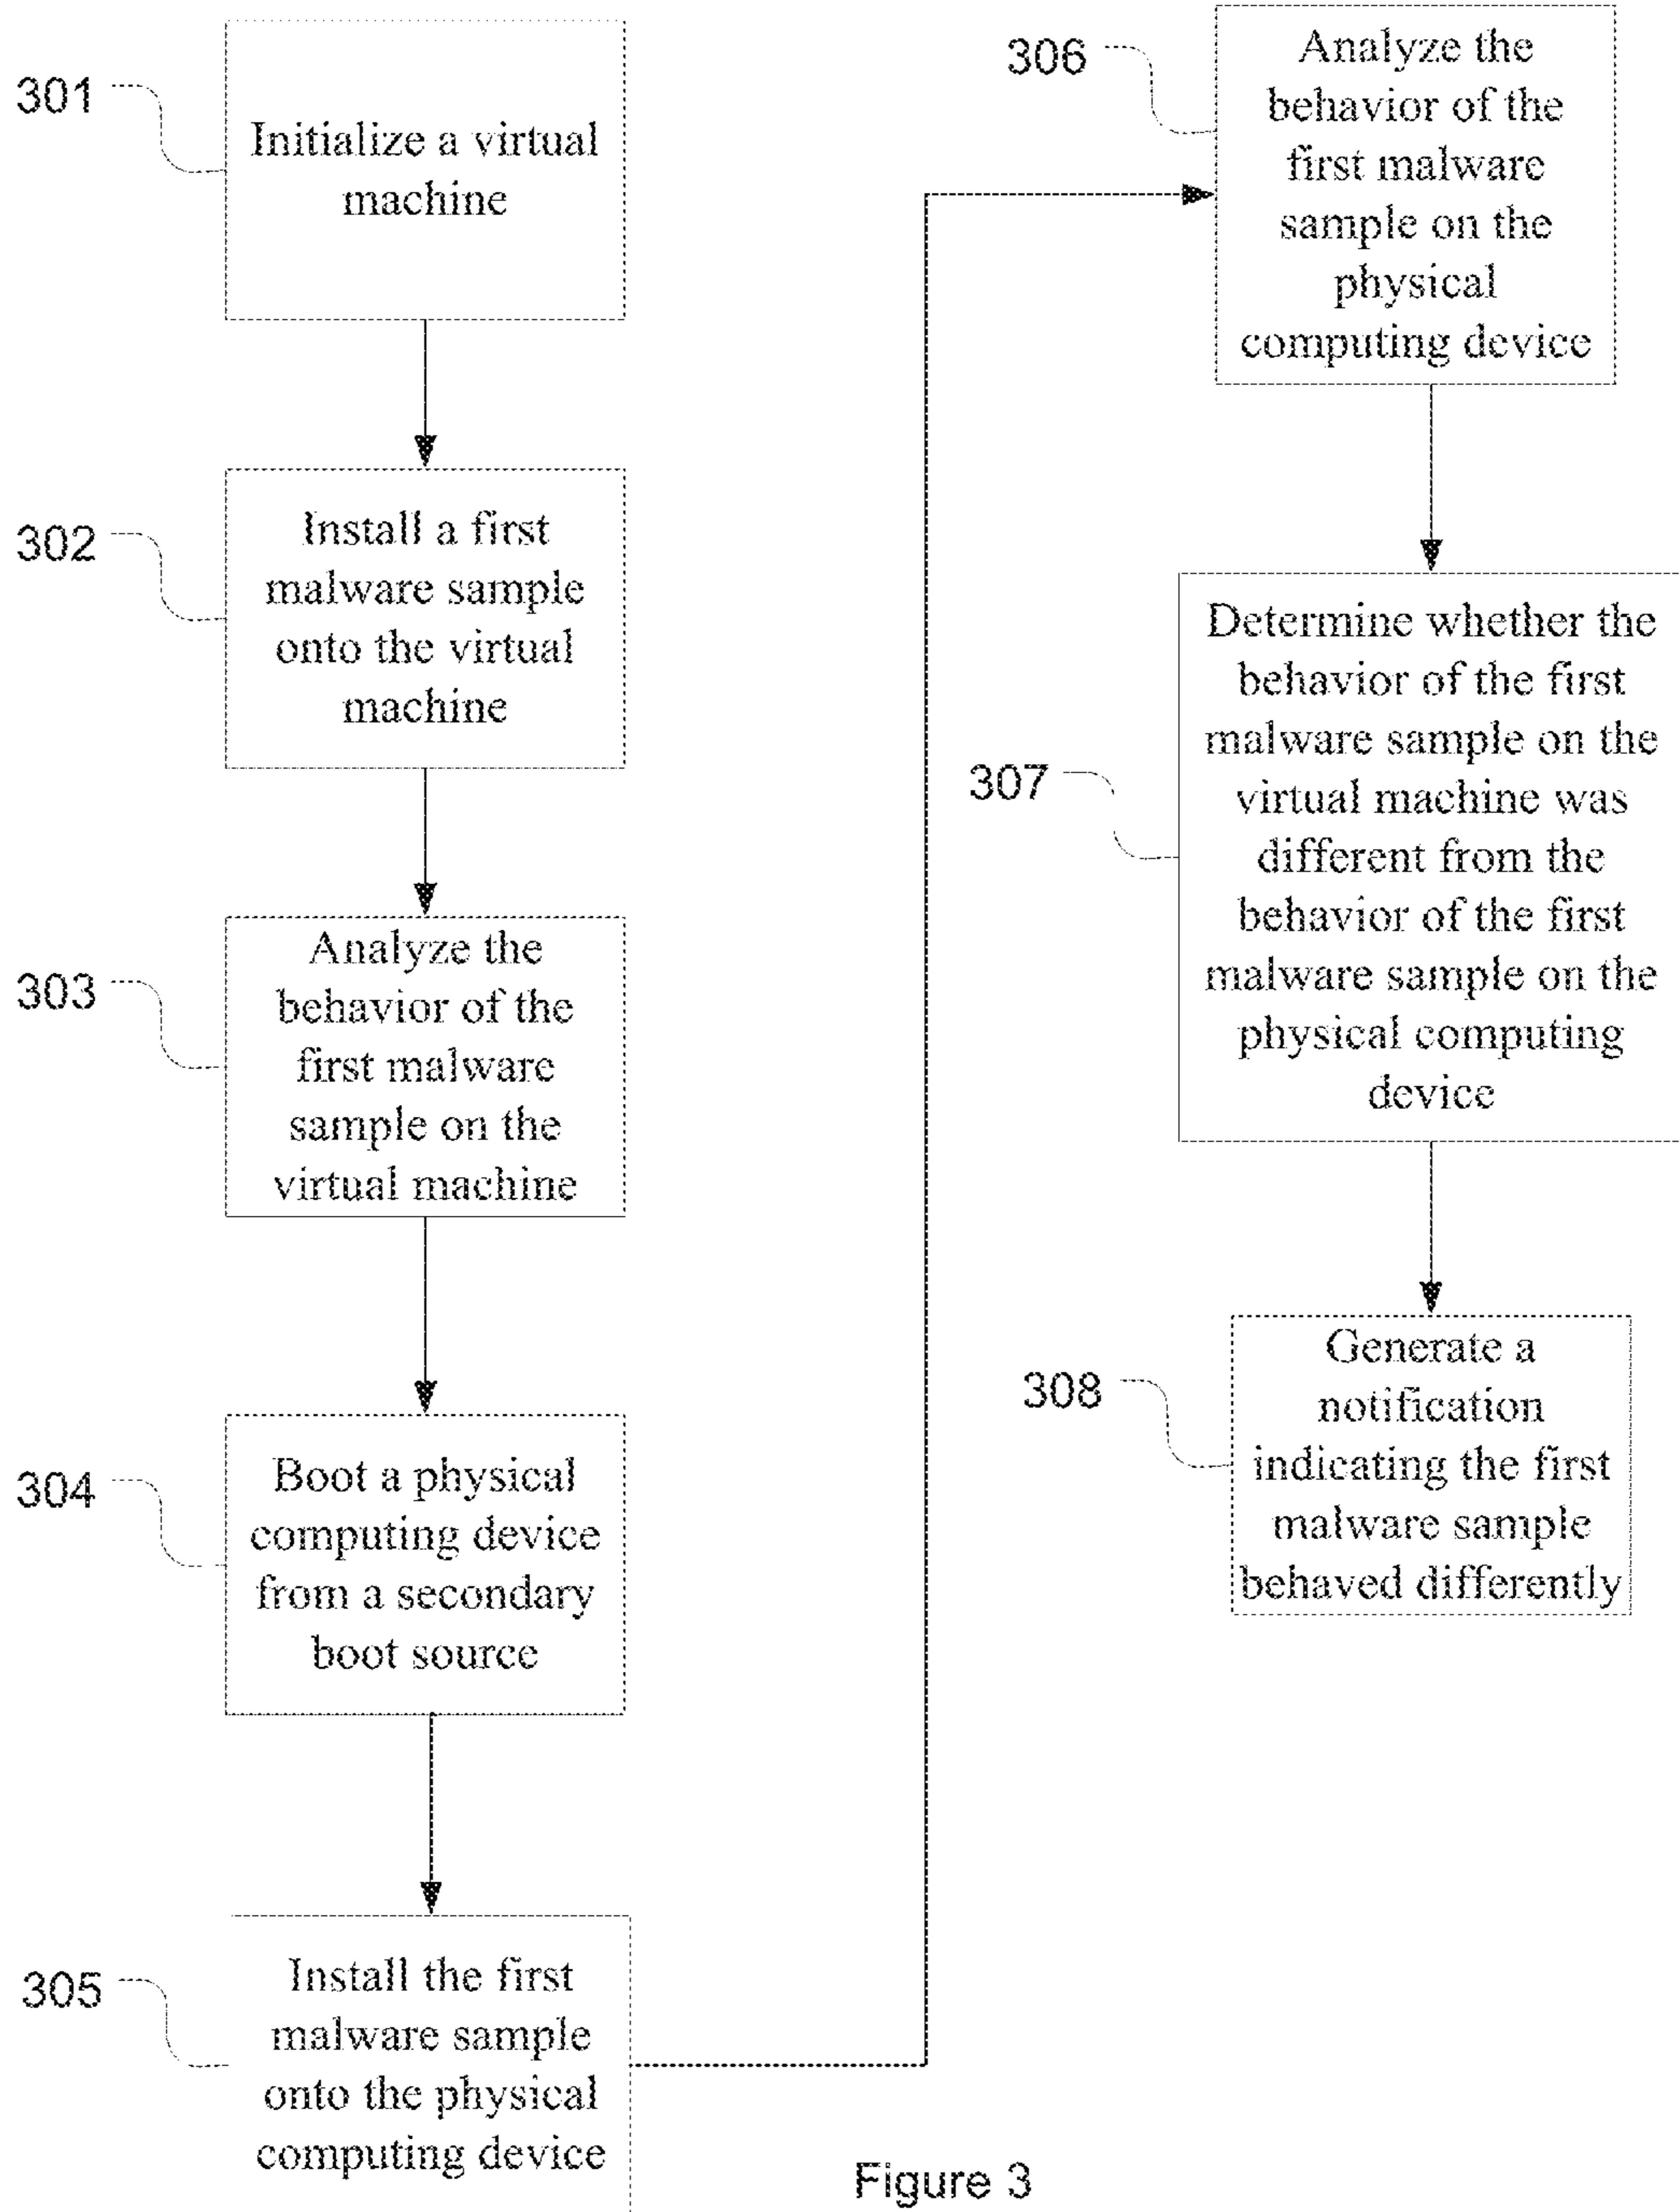 301
Initialize a virtual
machine
302
Install a first
malware sample
onto the virtual
machine
303
Analyze the
behavior of the
first malware
sample on the
virtual machine
304
Boot a physical
computing device
from a secondary
boot source
305
Install the first
malware sample
onto the physical
computing device
306
Analyze the
behavior of the
first malware
sample on the
physical
computing device
307
Determine whether the
behavior of the first
malware sample on the
virtual machine was
different from the
behavior of the first
malware sample on the
physical computing
device
308
Generate a
notification
indicating the first
malware sample
behaved differently
Figure 3